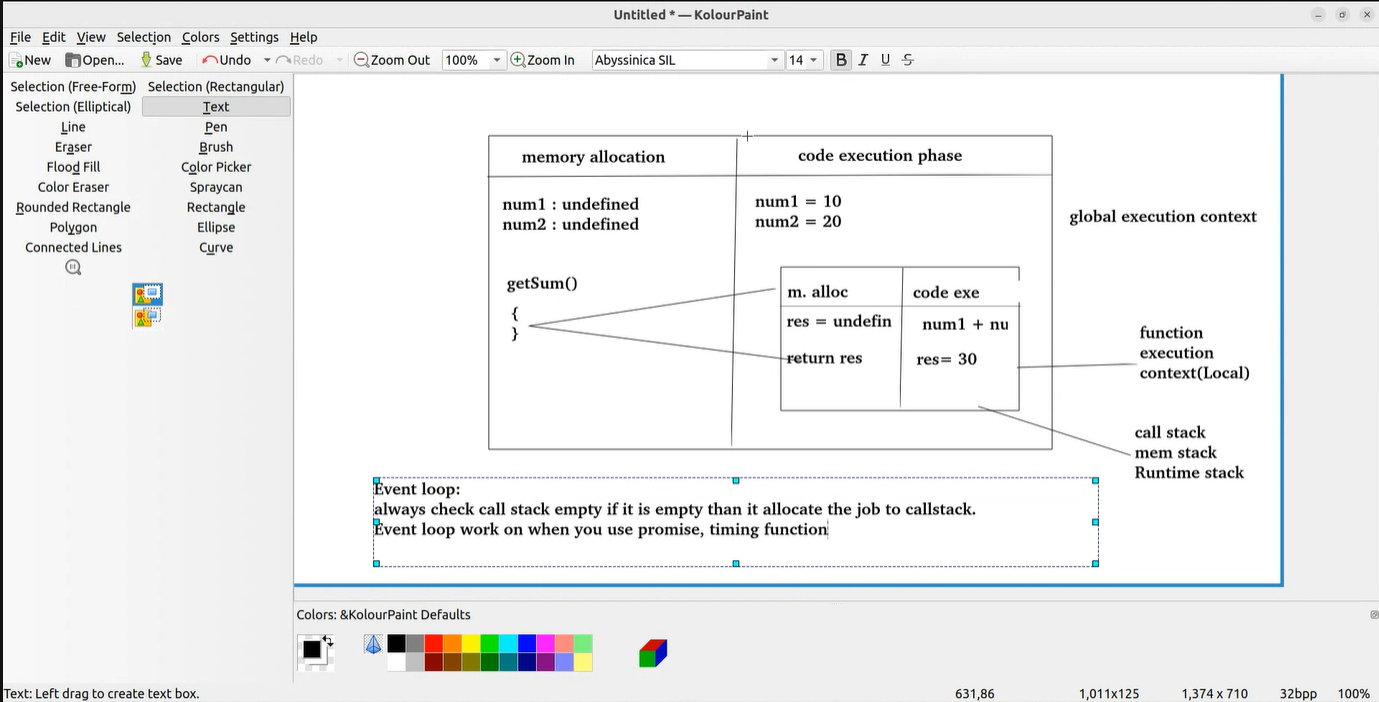 Untitled * — KolourPaint
File Edit View Selection Colors Settings Help
New Open... Save Undo Redo Zoom Out 100% Zoom In Abyssinica SIL 14 B I U S
Selection (Free-Form) Selection (Rectangular)
Selection (Elliptical) Text
Line Pen
Eraser Brush
Flood Fill Color Picker
Color Eraser Spraycan
Rounded Rectangle Rectangle
Polygon Ellipse
Connected Lines Curve
memory allocation code execution phase
num1 : undefined
num2 : undefined
num1 = 10
num2 = 20
global execution context
getSum()
{
}
m. alloc code exe
res = undefin num1 + nu
return res res= 30
function
execution
context(Local)
call stack
mem stack
Runtime stack
Event loop:
always check call stack empty if it is empty than it allocate the job to callstack.
Event loop work on when you use promise, timing function
Colors: &KolourPaint Defaults
Text: Left drag to create text box. 631,86 1,011x125 1,374 x 710 32bpp 100%